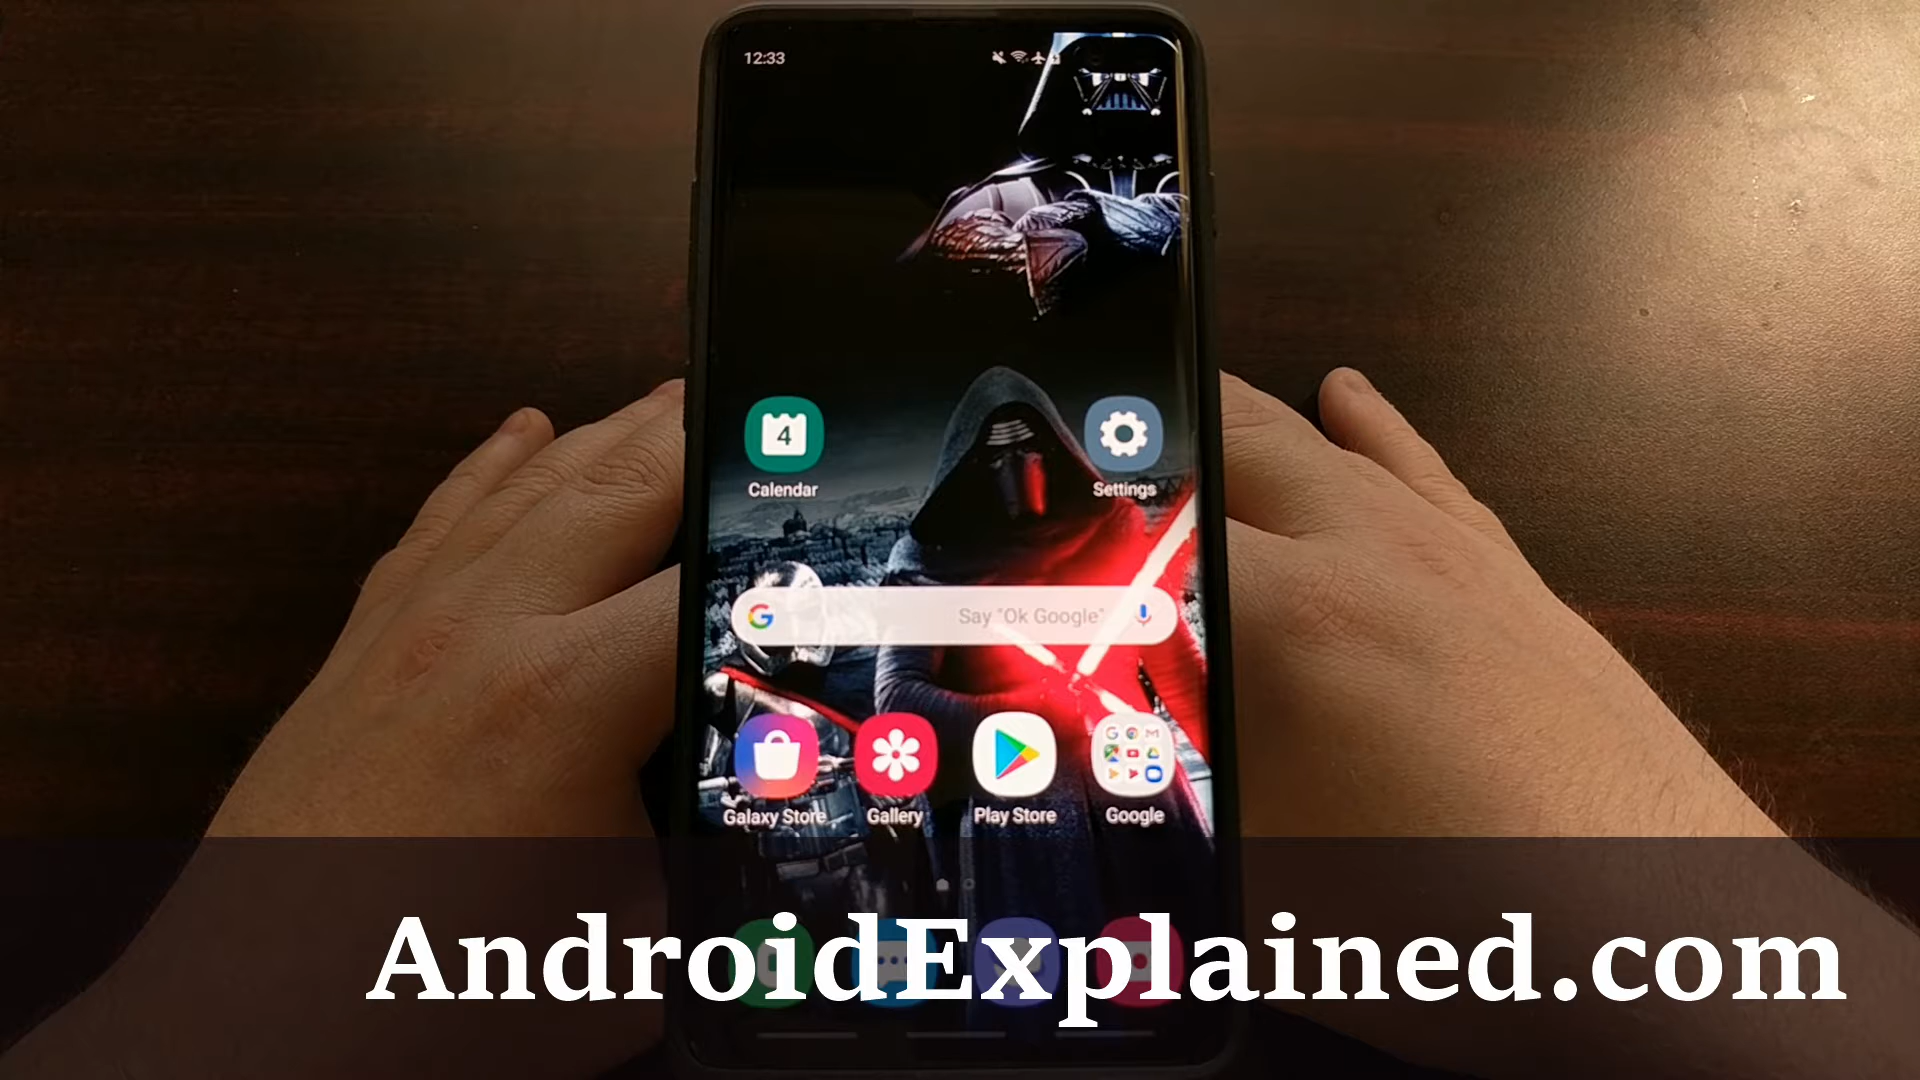 12:33
4
Calendar
Settings
G Say "Ok Google"
Galaxy Store
Gallery
Play Store
Google
AndroidExplained.com